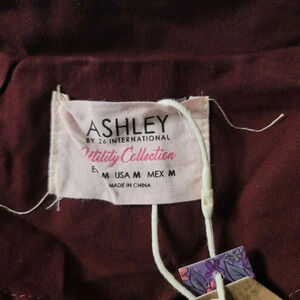 ASHLEY
BY 26 INTERNATIONAL
Utility Collection
E M USA M MEX M
MADE IN CHINA